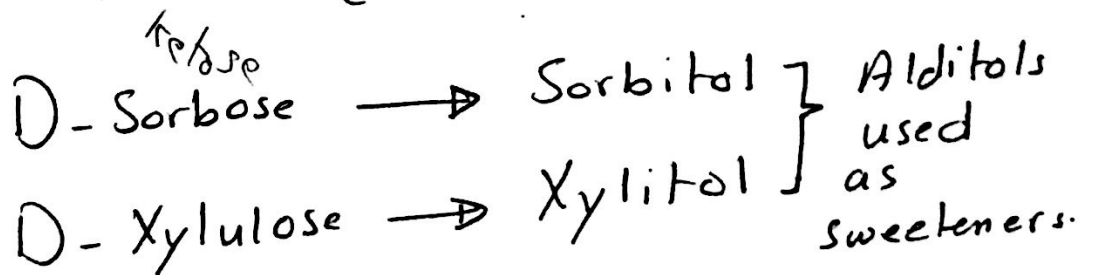 ketose
D - Sorbose → Sorbitol } Alditols
used
D - Xylulose → Xylitol as
sweeteners.